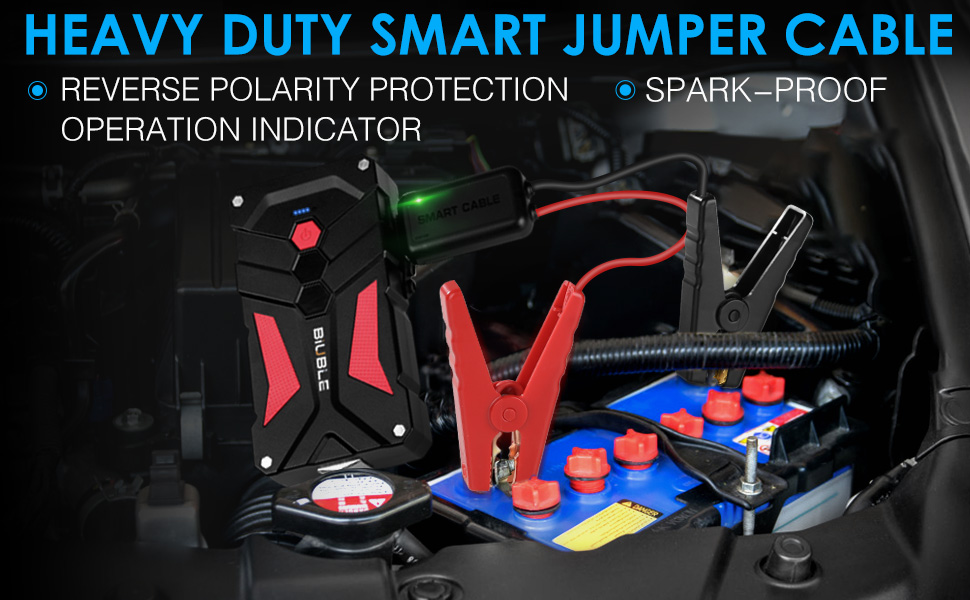 HEAVY DUTY SMART JUMPER CABLE
REVERSE POLARITY PROTECTION
OPERATION INDICATOR
SPARK-PROOF
SMART CABLE
BiUBLE
DANGER